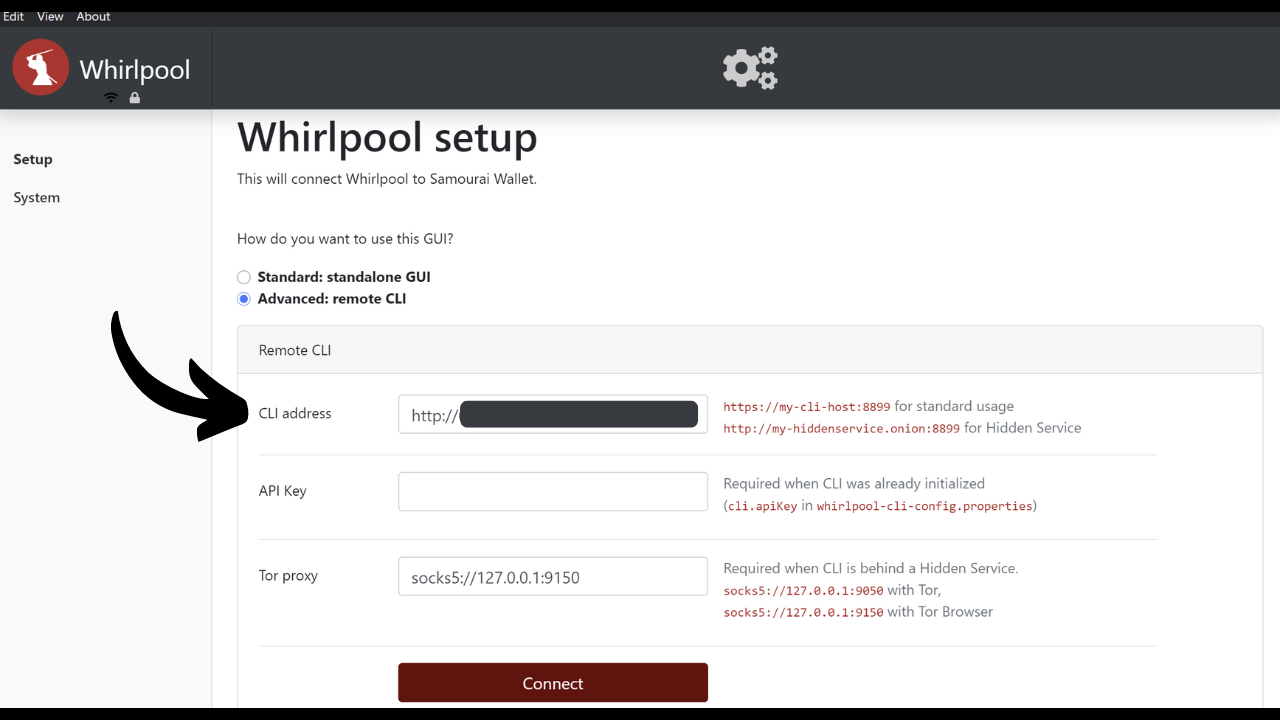 Edit View About
Whirlpool
Setup
System
Whirlpool setup
This will connect Whirlpool to Samourai Wallet.
How do you want to use this GUI?
Standard: standalone GUI
Advanced: remote CLI
Remote CLI
CLI address
http://
https://my-cli-host:8899 for standard usage
http://my-hiddenservice.onion:8899 for Hidden Service
API Key
Required when CLI was already initialized
(cli.apiKey in whirlpool-cli-config.properties)
Tor proxy
socks5://127.0.0.1:9150
Required when CLI is behind a Hidden Service.
socks5://127.0.0.1:9050 with Tor,
socks5://127.0.0.1:9150 with Tor Browser
Connect